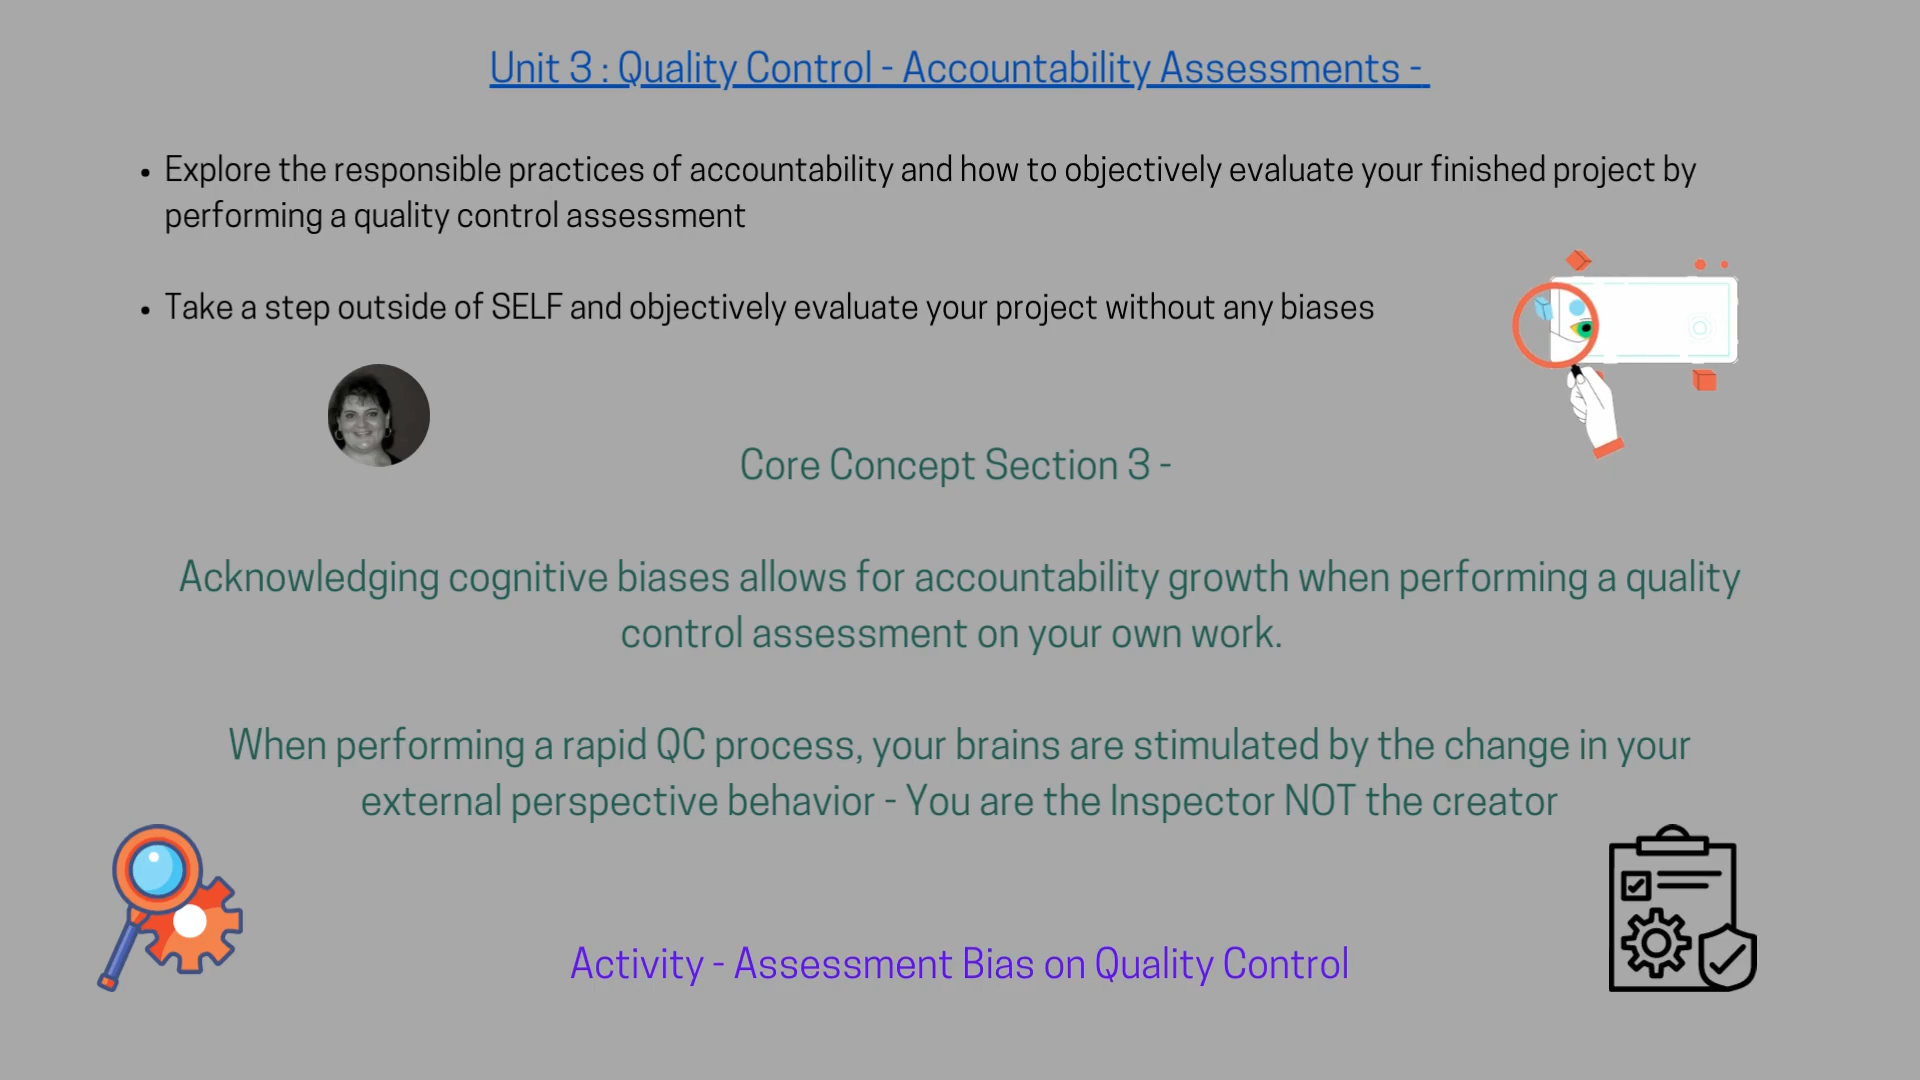 Unit 3 : Quality Control - Accountability Assessments -
• Explore the responsible practices of accountability and how to objectively evaluate your finished project by
performing a quality control assessment
• Take a step outside of SELF and objectively evaluate your project without any biases
Core Concept Section 3 -
Acknowledging cognitive biases allows for accountability growth when performing a quality
control assessment on your own work.
When performing a rapid QC process, your brains are stimulated by the change in your
external perspective behavior - You are the Inspector NOT the creator
Activity - Assessment Bias on Quality Control